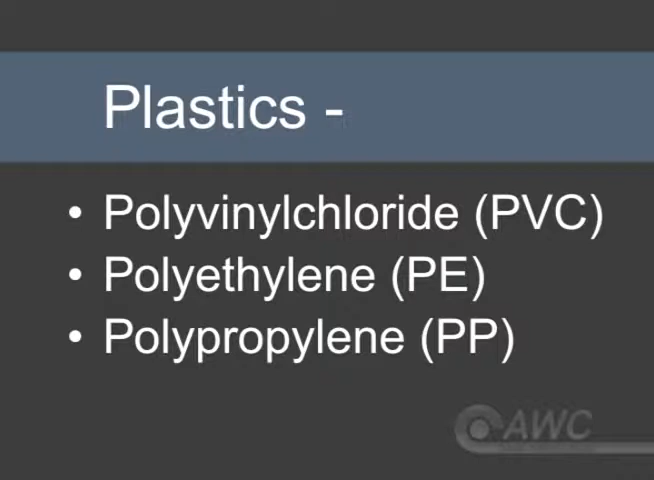 Plastics -
• Polyvinylchloride (PVC)
• Polyethylene (PE)
• Polypropylene (PP)
AWC